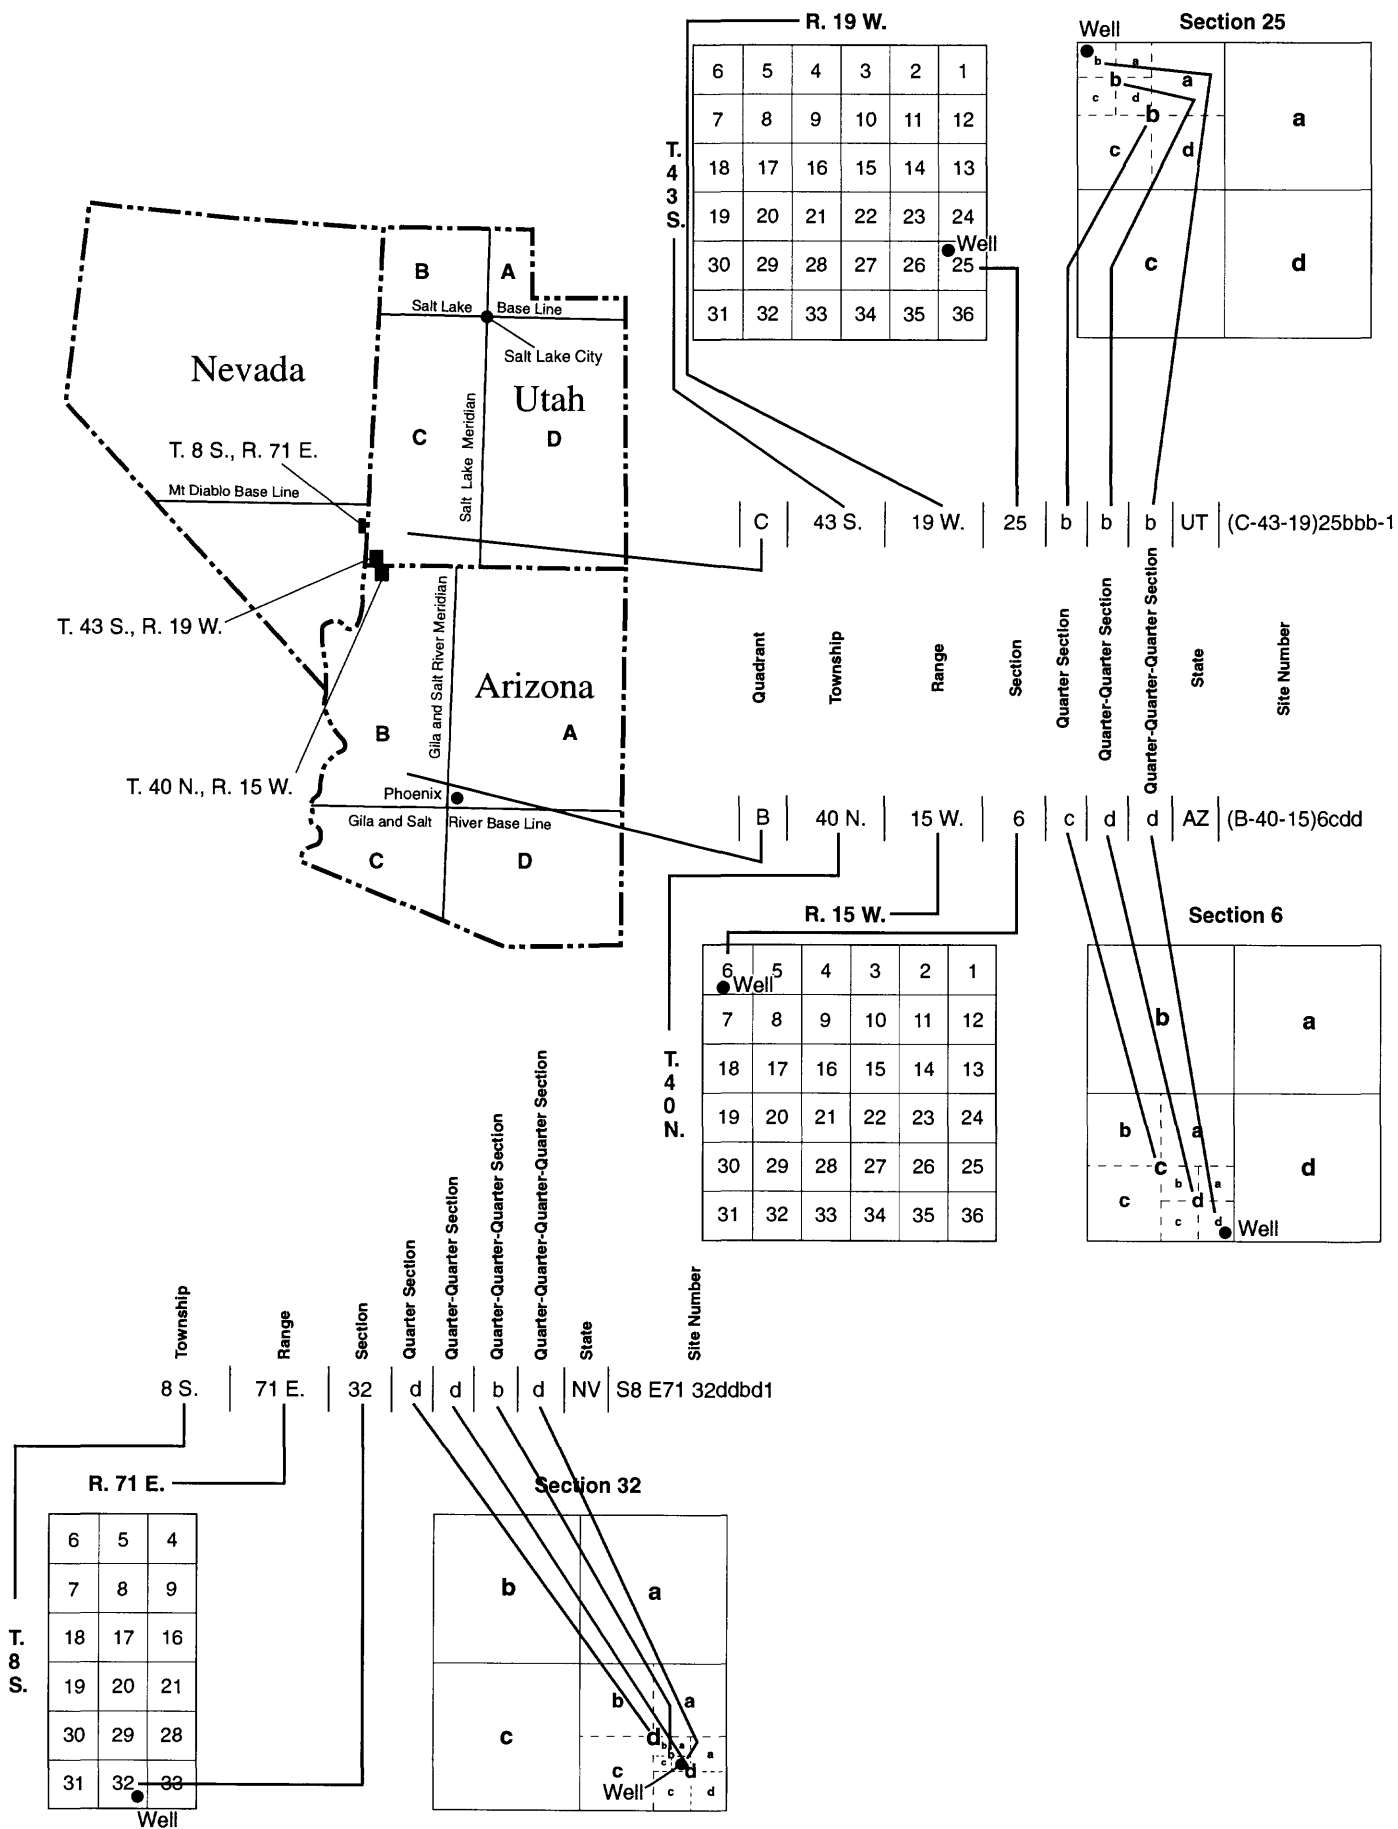 R. 19 W.
T.
4
3
S.
6 5 4 3 2 1
7 8 9 10 11 12
18 17 16 15 14 13
19 20 21 22 23 24
Well
30 29 28 27 26 25
31 32 33 34 35 36
Section 25
Well
b a
b a
c d
b a
c d
c d
Nevada
B A
Salt Lake Base Line
Salt Lake City
Utah
C D
Salt Lake Meridian
T. 8 S., R. 71 E.
Mt Diablo Base Line
T. 43 S., R. 19 W.
Gila and Salt River Meridian
Arizona
B A
T. 40 N., R. 15 W.
Phoenix
Gila and Salt River Base Line
C D
C 43 S. 19 W. 25 b b b UT (C-43-19)25bbb-1
Quadrant
Township
Range
Section
Quarter Section
Quarter-Quarter Section
Quarter-Quarter-Quarter Section
State
Site Number
B 40 N. 15 W. 6 c d d AZ (B-40-15)6cdd
R. 15 W.
T.
4
0
N.
6 5 4 3 2 1
Well
7 8 9 10 11 12
18 17 16 15 14 13
19 20 21 22 23 24
30 29 28 27 26 25
31 32 33 34 35 36
Section 6
b a
b a
c d
b a
c d
c d
Well
Township
Range
Section
Quarter Section
Quarter-Quarter Section
Quarter-Quarter-Quarter Section
Quarter-Quarter-Quarter-Quarter Section
State
Site Number
8 S. 71 E. 32 d d b d NV S8 E71 32ddbd1
R. 71 E.
T.
8
S.
6 5 4
7 8 9
18 17 16
19 20 21
30 29 28
31 32 33
Well
Section 32
b a
b a
c d
b a
b a
c
c d
Well
c d